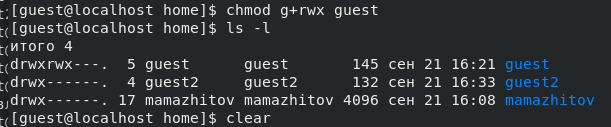 [guest@localhost home]$ chmod g+rwx guest
[guest@localhost home]$ ls -l
итого 4
drwxrwx---.  5 guest      guest       145 сен 21 16:21 guest
drwx------.  4 guest2     guest2      132 сен 21 16:33 guest2
drwx------. 17 mamazhitov mamazhitov 4096 сен 21 16:08 mamazhitov
[guest@localhost home]$ clear